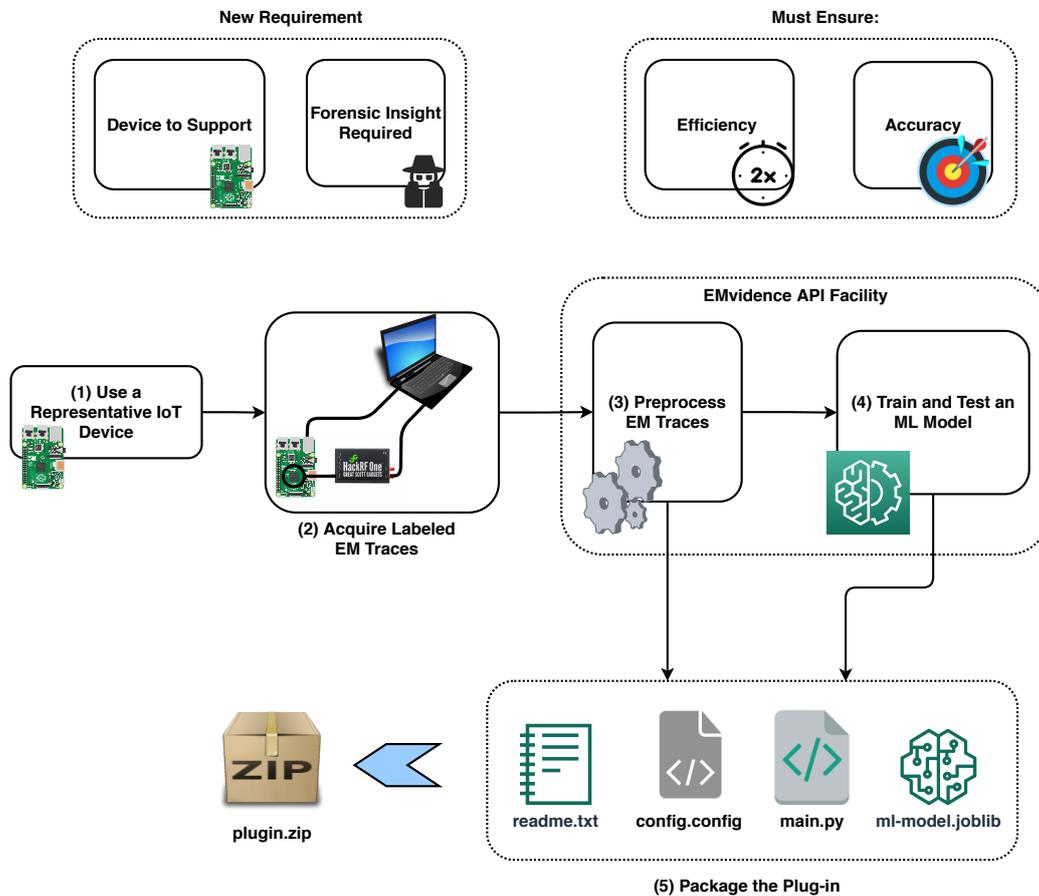 New Requirement
Must Ensure:
Device to Support
Forensic Insight
Required
Efficiency
2x
Accuracy
EMvidence API Facility
(1) Use a
Representative IoT
Device
HackRF One
GREAT SCOTT GADGETS
(2) Acquire Labeled
EM Traces
(3) Preprocess
EM Traces
(4) Train and Test an
ML Model
ZIP
plugin.zip
readme.txt
config.config
main.py
ml-model.joblib
(5) Package the Plug-in